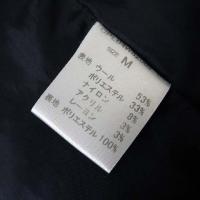 SIZE M
表地 ウール 53%
ポリエステル 33%
ナイロン 8%
アクリル 3%
レーヨン 3%
裏地 ポリエステル 100%